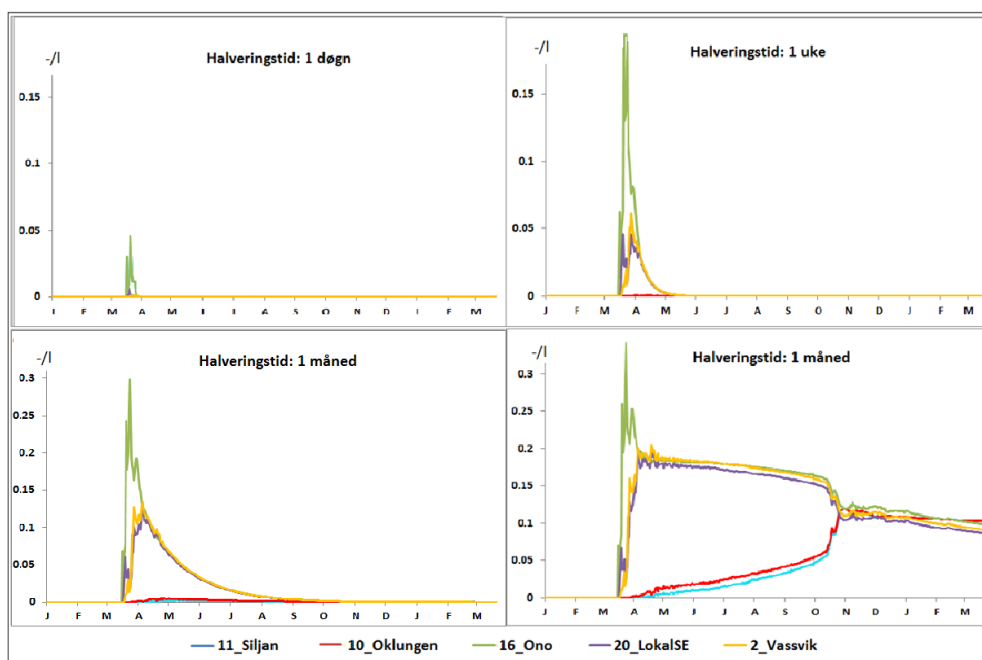 -/l
Halveringstid: 1 døgn
0.15
0.1
0.05
0
J F M A M J J A S O N D J F M
-/l
Halveringstid: 1 uke
0.15
0.1
0.05
0
J F M A M J J A S O N D J F M
-/l
Halveringstid: 1 måned
0.3
0.25
0.2
0.15
0.1
0.05
0
J F M A M J J A S O N D J F M
-/l
Halveringstid: 1 måned
0.3
0.25
0.2
0.15
0.1
0.05
0
J F M A M J J A S O N D J F M
11_Siljan 10_Oklungen 16_Ono 20_LokalSE 2_Vassvik